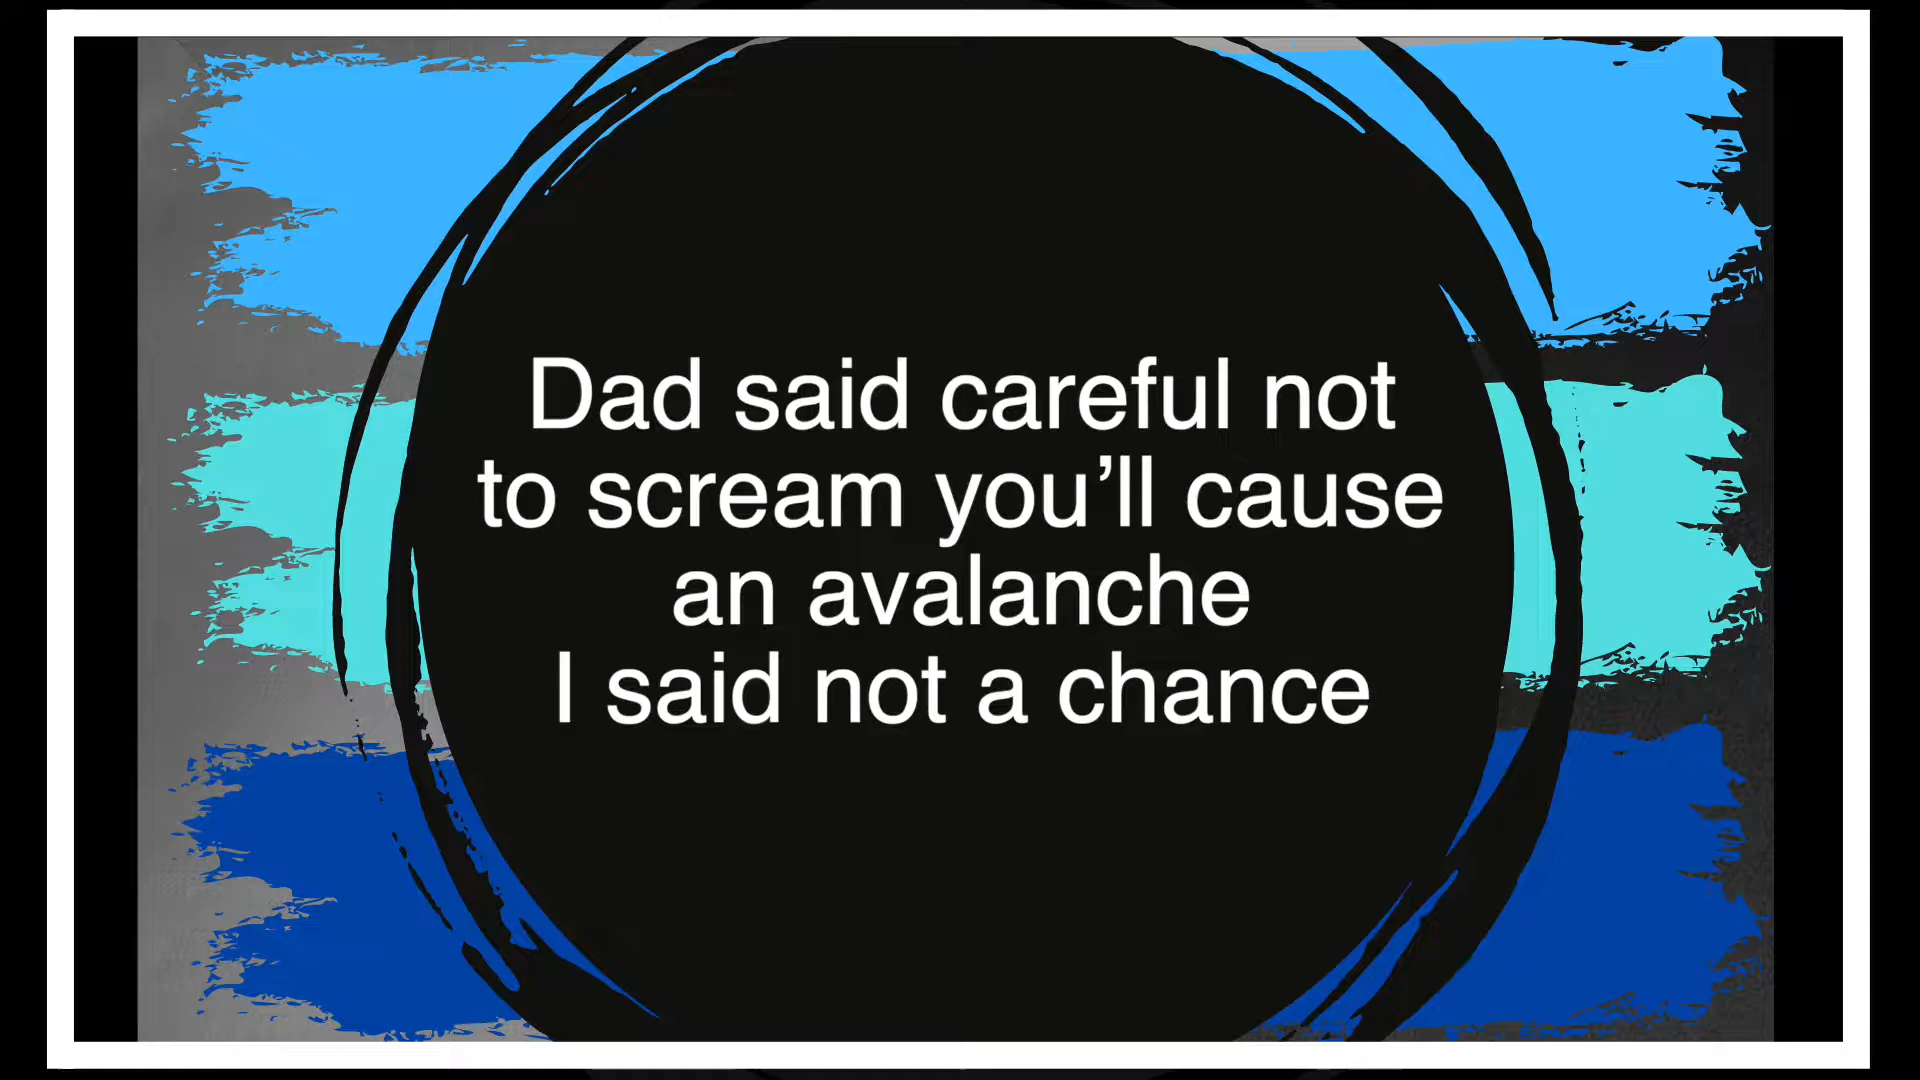 Dad said careful not
to scream you’ll cause
an avalanche
I said not a chance